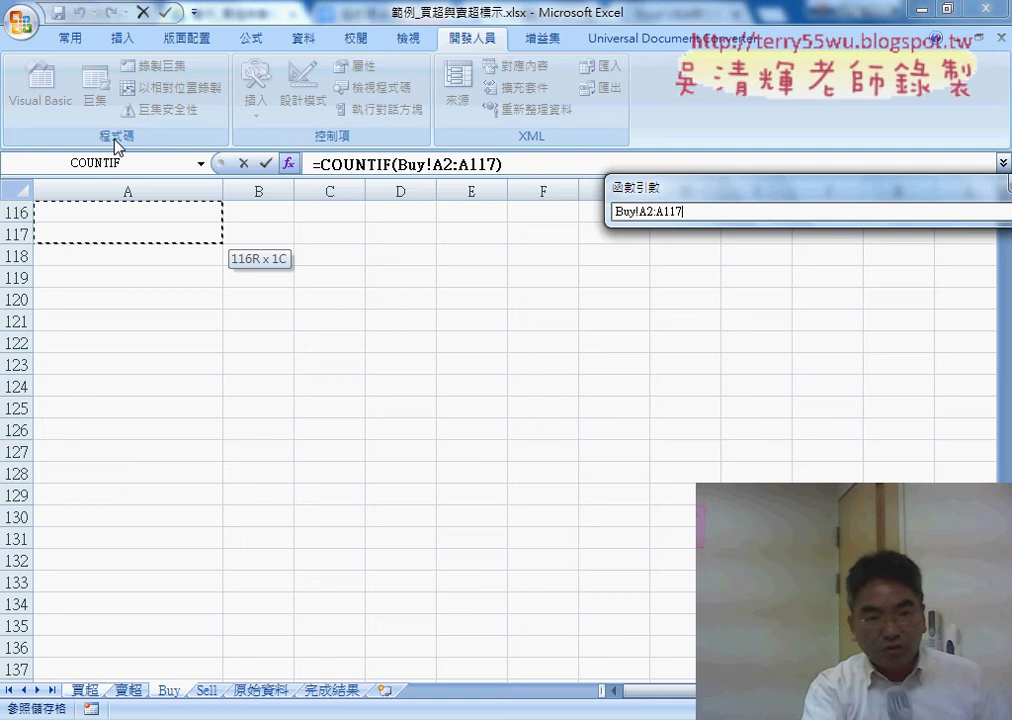 範例_買超與賣超標示.xlsx - Microsoft Excel
常用 插入 版面配置 公式 資料 校閱 檢視 開發人員 增益集 Universal Document Converter
http://terry55wu.blogspot.tw
吳清輝老師錄製
Visual Basic 巨集 錄製巨集 以相對位置錄製 巨集安全性
插入 設計模式 屬性 檢視程式碼 執行對話方塊
來源 對應內容 擴充套件 重新整理資料 匯入 匯出
程式碼 控制項 XML
COUNTIF =COUNTIF(Buy!A2:A117)
函數引數
Buy!A2:A117
A B C D E F
116
117
118
116R x 1C
119
120
121
122
123
124
125
126
127
128
129
130
131
132
133
134
135
136
137
買超 賣超 Buy Sell 原始資料 完成結果
參照儲存格